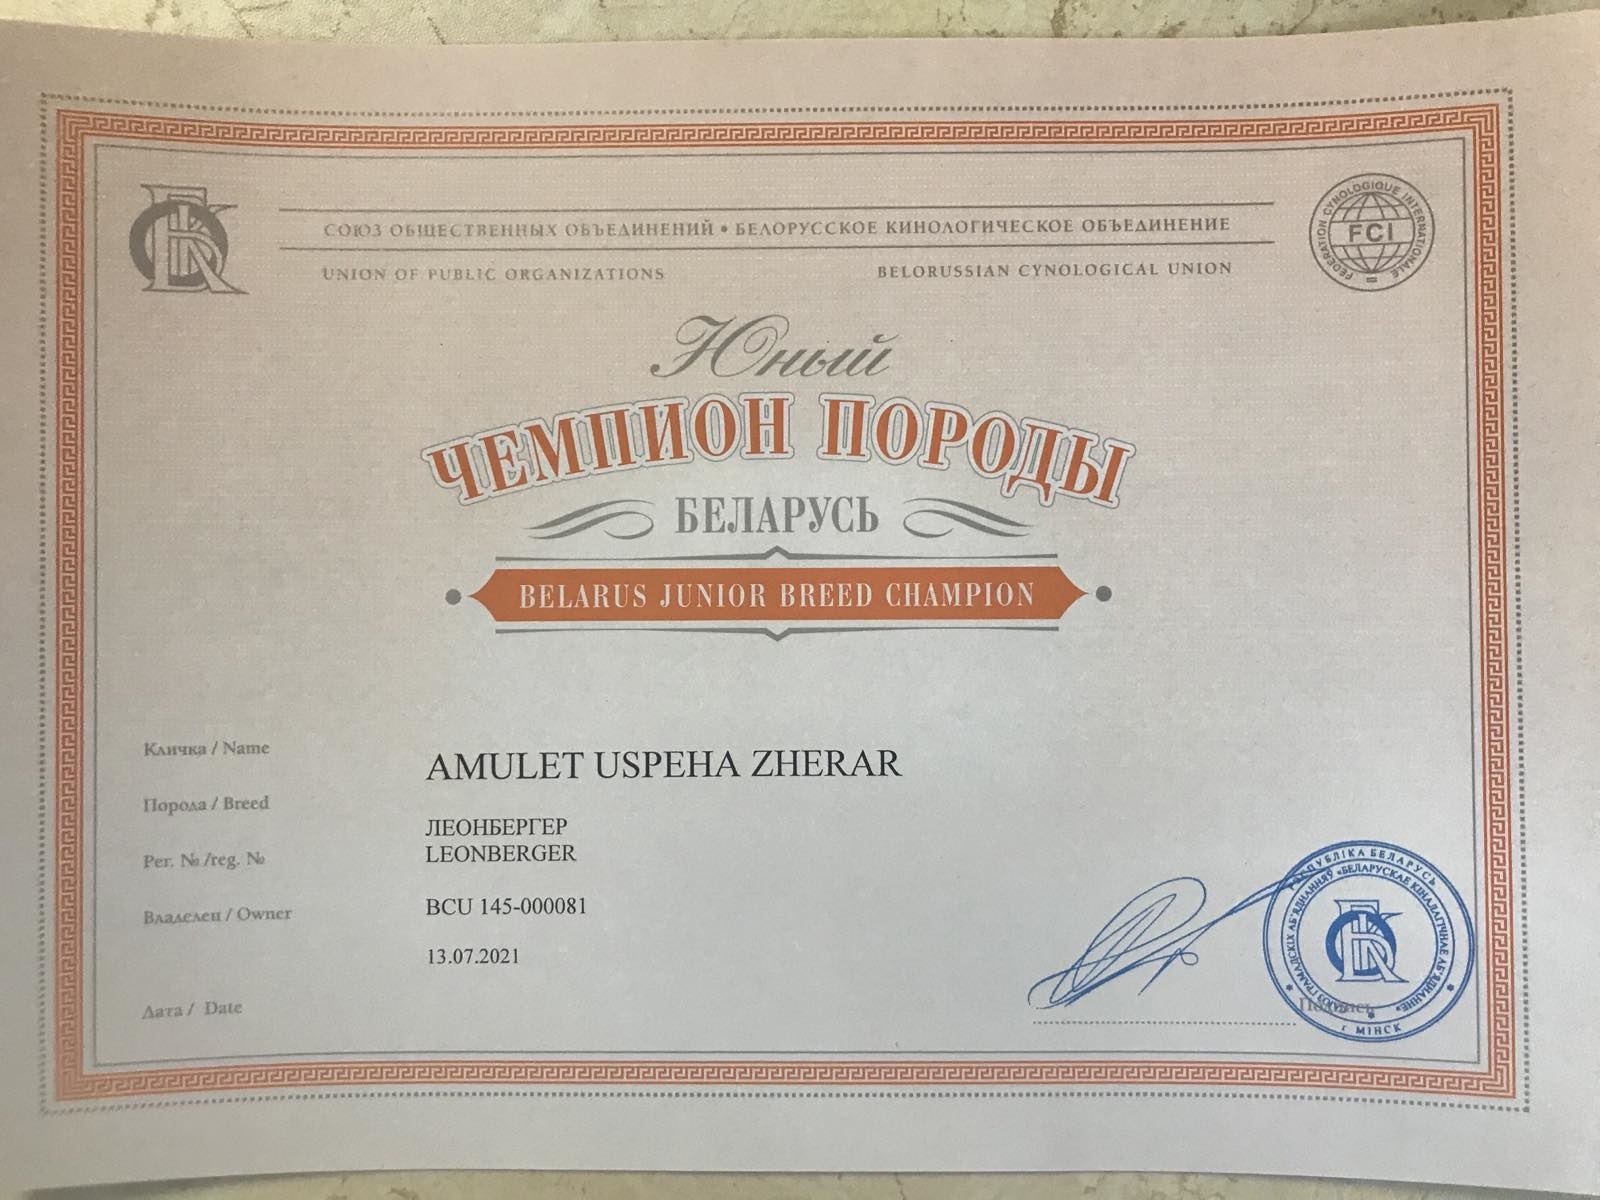 СОЮЗ ОБЩЕСТВЕННЫХ ОБЪЕДИНЕНИЙ • БЕЛОРУССКОЕ КИНОЛОГИЧЕСКОЕ ОБЪЕДИНЕНИЕ
UNION OF PUBLIC ORGANIZATIONS BELORUSSIAN CYNOLOGICAL UNION
FEDERATION CYNOLOGIQUE INTERNATIONALE
FCI
Юный
ЧЕМПИОН ПОРОДЫ
БЕЛАРУСЬ
BELARUS JUNIOR BREED CHAMPION
Кличка / Name
AMULET USPEHA ZHERAR
Порода / Breed
ЛЕОНБЕРГЕР
LEONBERGER
Рег. № /reg. №
BCU 145-000081
Владелец / Owner
13.07.2021
Дата / Date
Подпись
РЭСПУБЛІКА БЕЛАРУСЬ
САЮЗ ГРАМАДСКІХ АБ'ЯДНАННЯЎ «БЕЛАРУСКАЕ КІНАЛАГІЧНАЕ АБ'ЯДНАННЕ»
г МІНСК